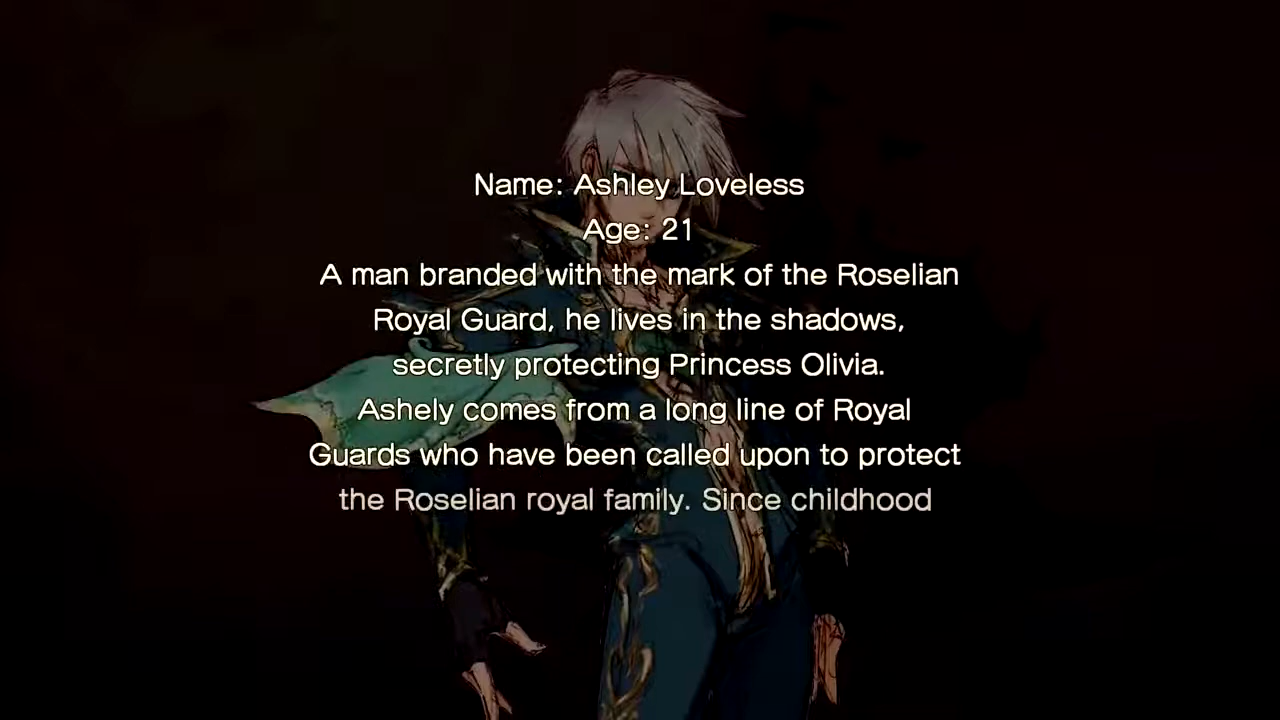 Name: Ashley Loveless
Age: 21
A man branded with the mark of the Roselian
Royal Guard, he lives in the shadows,
secretly protecting Princess Olivia.
Ashely comes from a long line of Royal
Guards who have been called upon to protect
the Roselian royal family. Since childhood